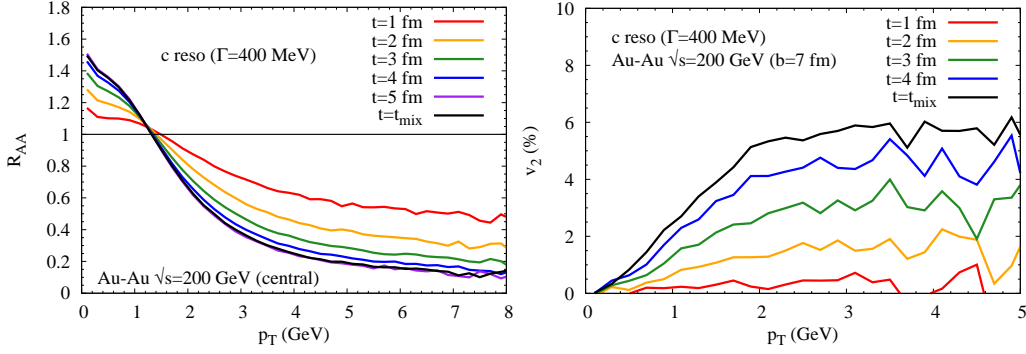 1.8
1.6
1.4
1.2
1
0.8
0.6
0.4
0.2
0
R_AA
c reso (Γ=400 MeV)
t=1 fm
t=2 fm
t=3 fm
t=4 fm
t=5 fm
t=t_mix
Au-Au √s=200 GeV (central)
0 1 2 3 4 5 6 7 8
p_T (GeV)
10
8
6
4
2
0
v_2 (%)
c reso (Γ=400 MeV)
Au-Au √s=200 GeV (b=7 fm)
t=1 fm
t=2 fm
t=3 fm
t=4 fm
t=t_mix
0 1 2 3 4 5
p_T (GeV)